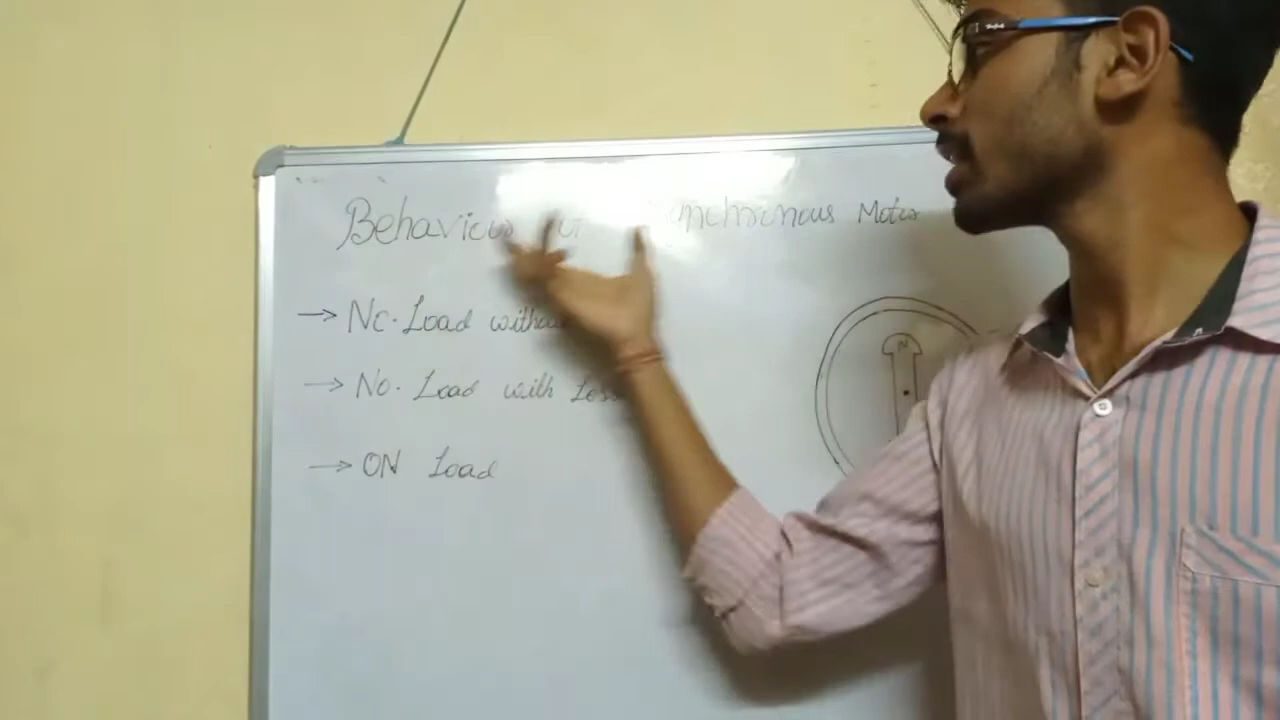 Behaviour of Synchronous Motor
→ No. Load without
→ No. Load with Loss
→ ON Load
N